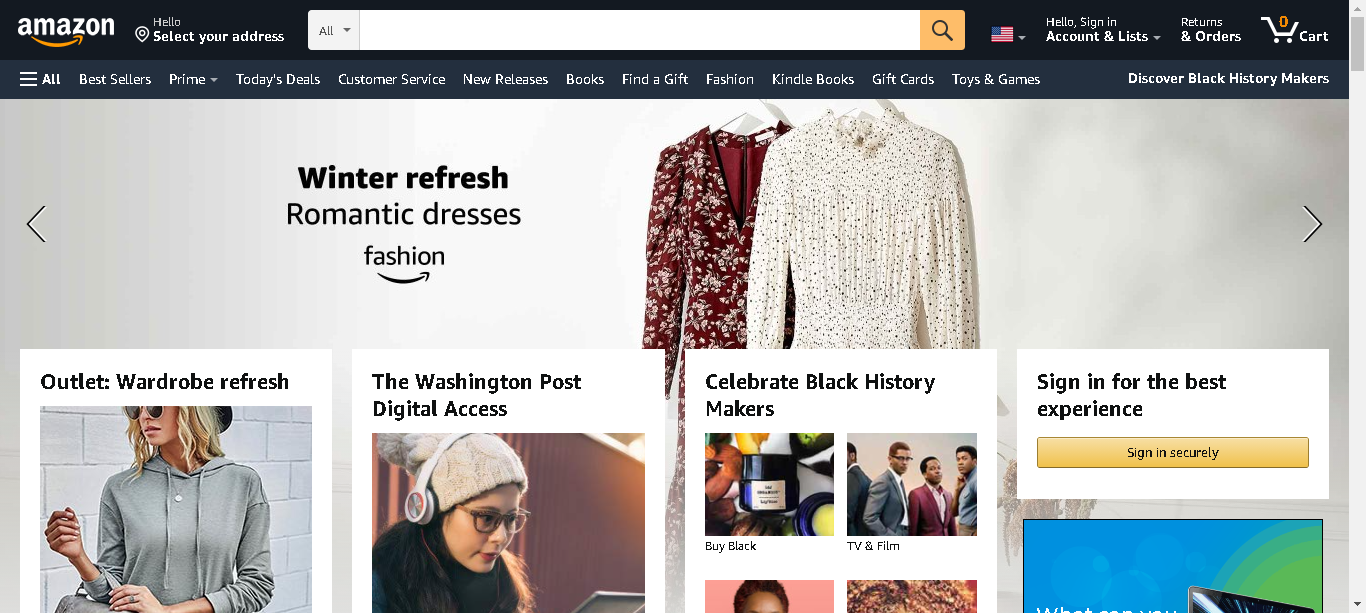 amazon
Hello
Select your address
All
Hello, Sign in
Account & Lists
Returns
& Orders
0
Cart
All
Best Sellers
Prime
Today's Deals
Customer Service
New Releases
Books
Find a Gift
Fashion
Kindle Books
Gift Cards
Toys & Games
Discover Black History Makers
Winter refresh
Romantic dresses
fashion
Outlet: Wardrobe refresh
The Washington Post
Digital Access
Celebrate Black History
Makers
Buy Black
TV & Film
Sign in for the best
experience
Sign in securely
What can you